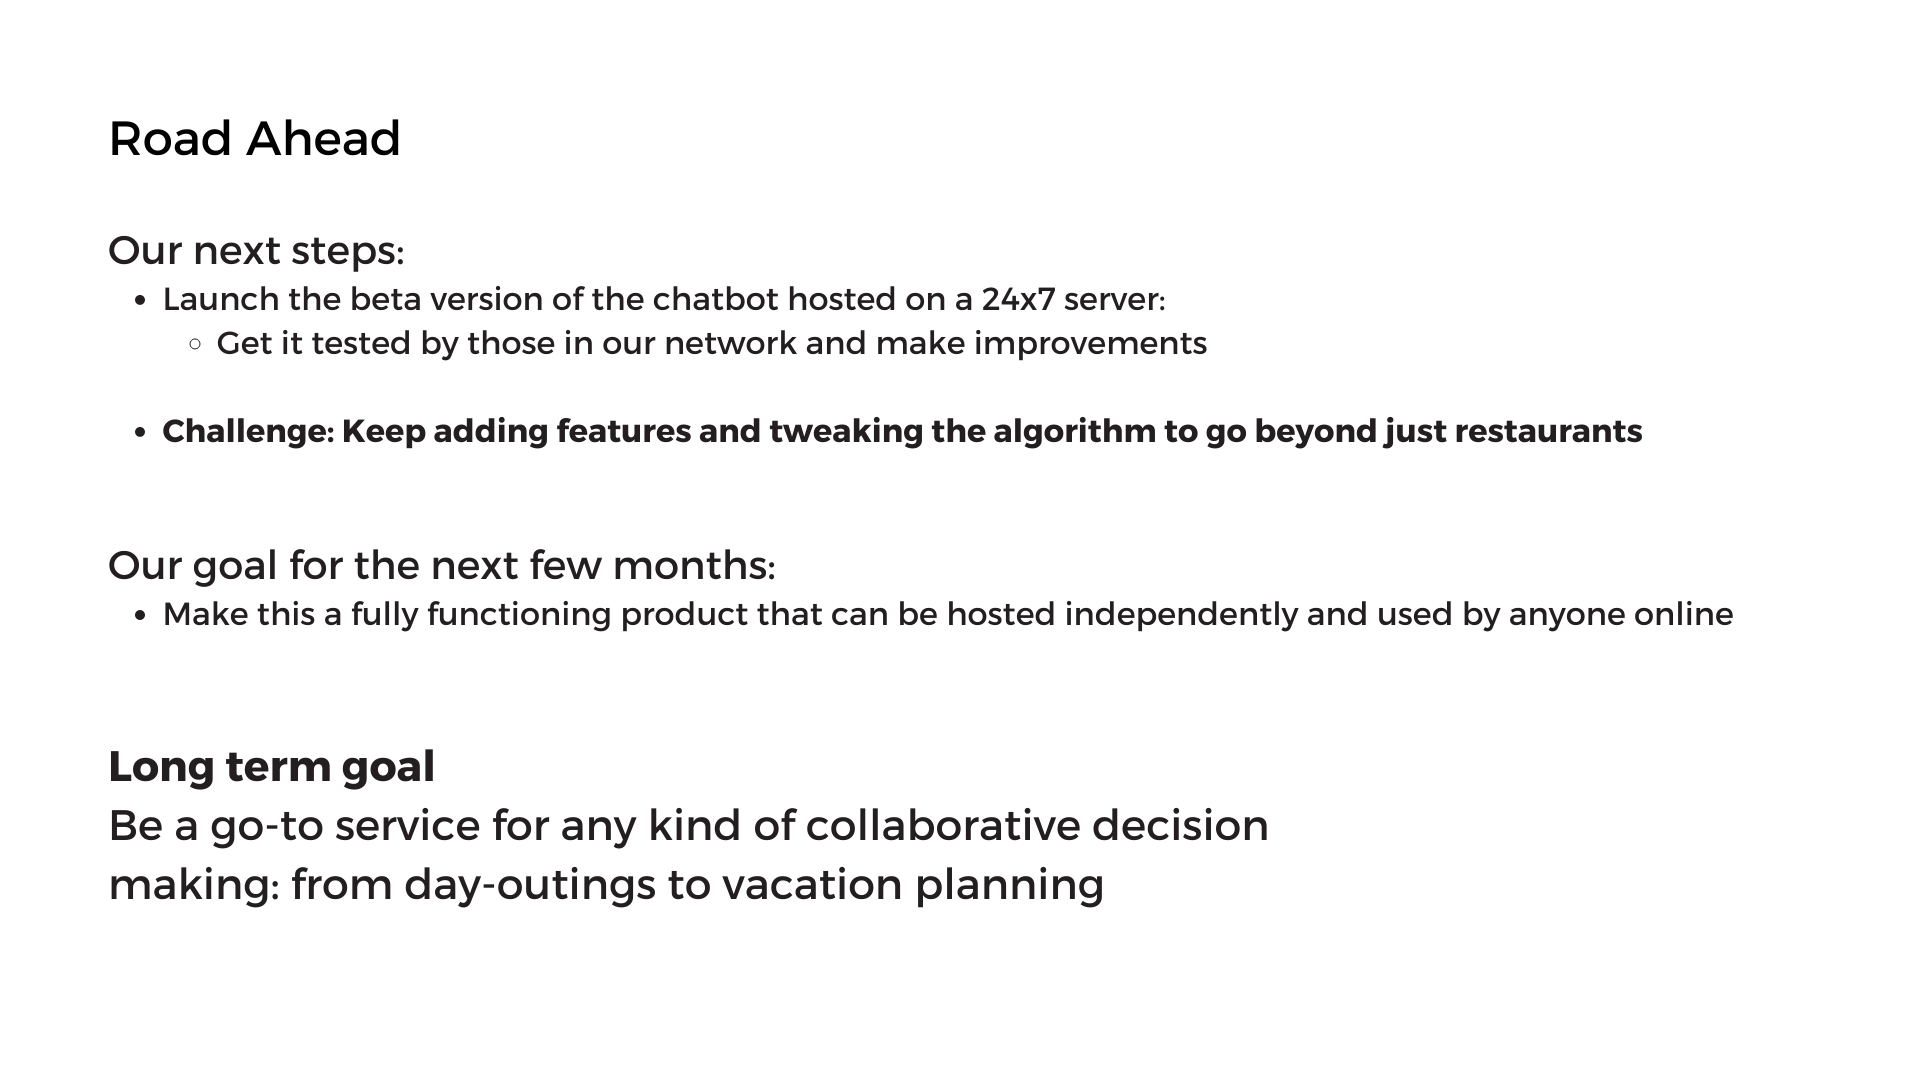 Road Ahead
Our next steps:
• Launch the beta version of the chatbot hosted on a 24x7 server:
◦ Get it tested by those in our network and make improvements
• Challenge: Keep adding features and tweaking the algorithm to go beyond just restaurants
Our goal for the next few months:
• Make this a fully functioning product that can be hosted independently and used by anyone online
Long term goal
Be a go-to service for any kind of collaborative decision
making: from day-outings to vacation planning